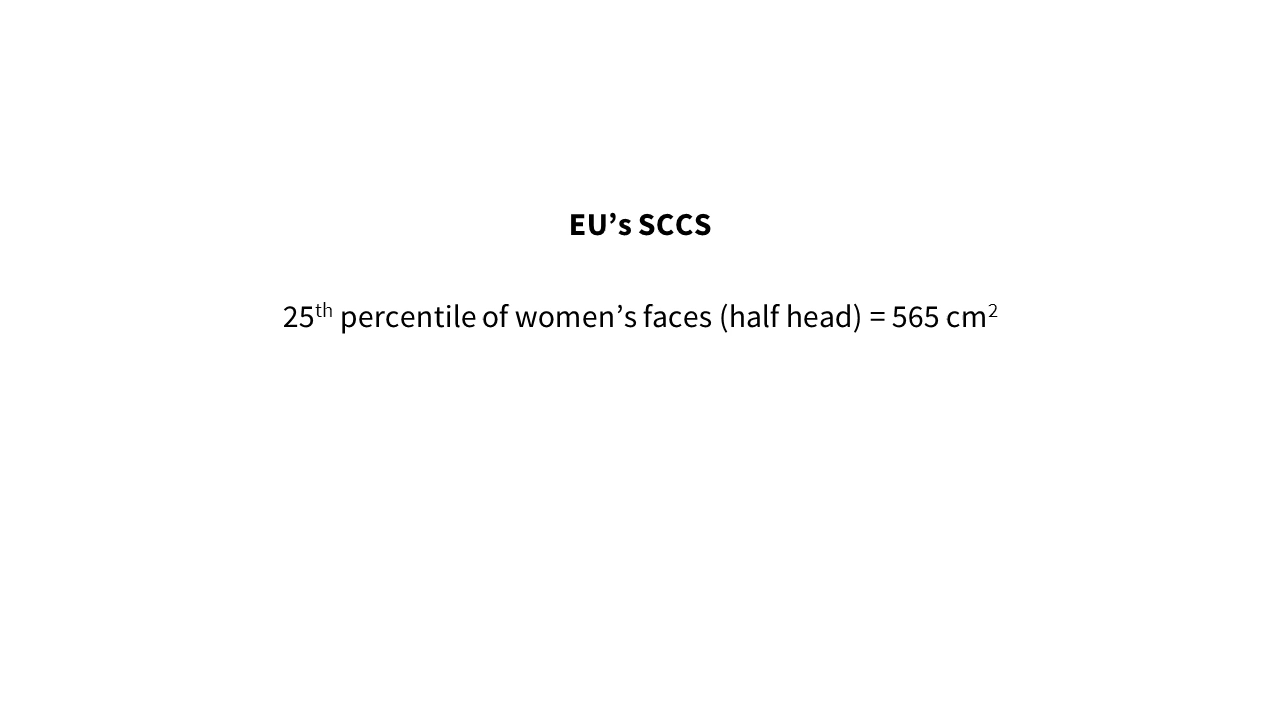 EU’s SCCS
25th percentile of women’s faces (half head) = 565 cm²